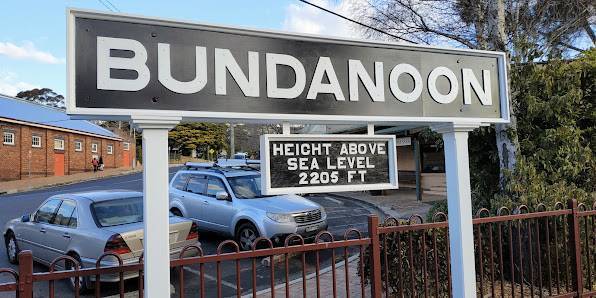 BUNDANOON
HEIGHT ABOVE
SEA LEVEL
2205 FT